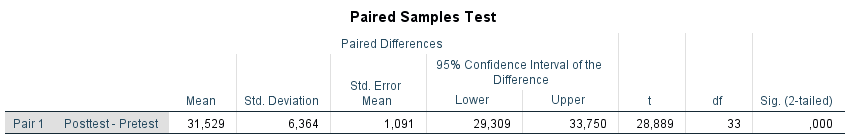 Paired Samples Test
Paired Differences
95% Confidence Interval of the
Difference
Std. Error
Mean
Mean Std. Deviation Lower Upper t df Sig. (2-tailed)
Pair 1 Posttest - Pretest 31,529 6,364 1,091 29,309 33,750 28,889 33 ,000